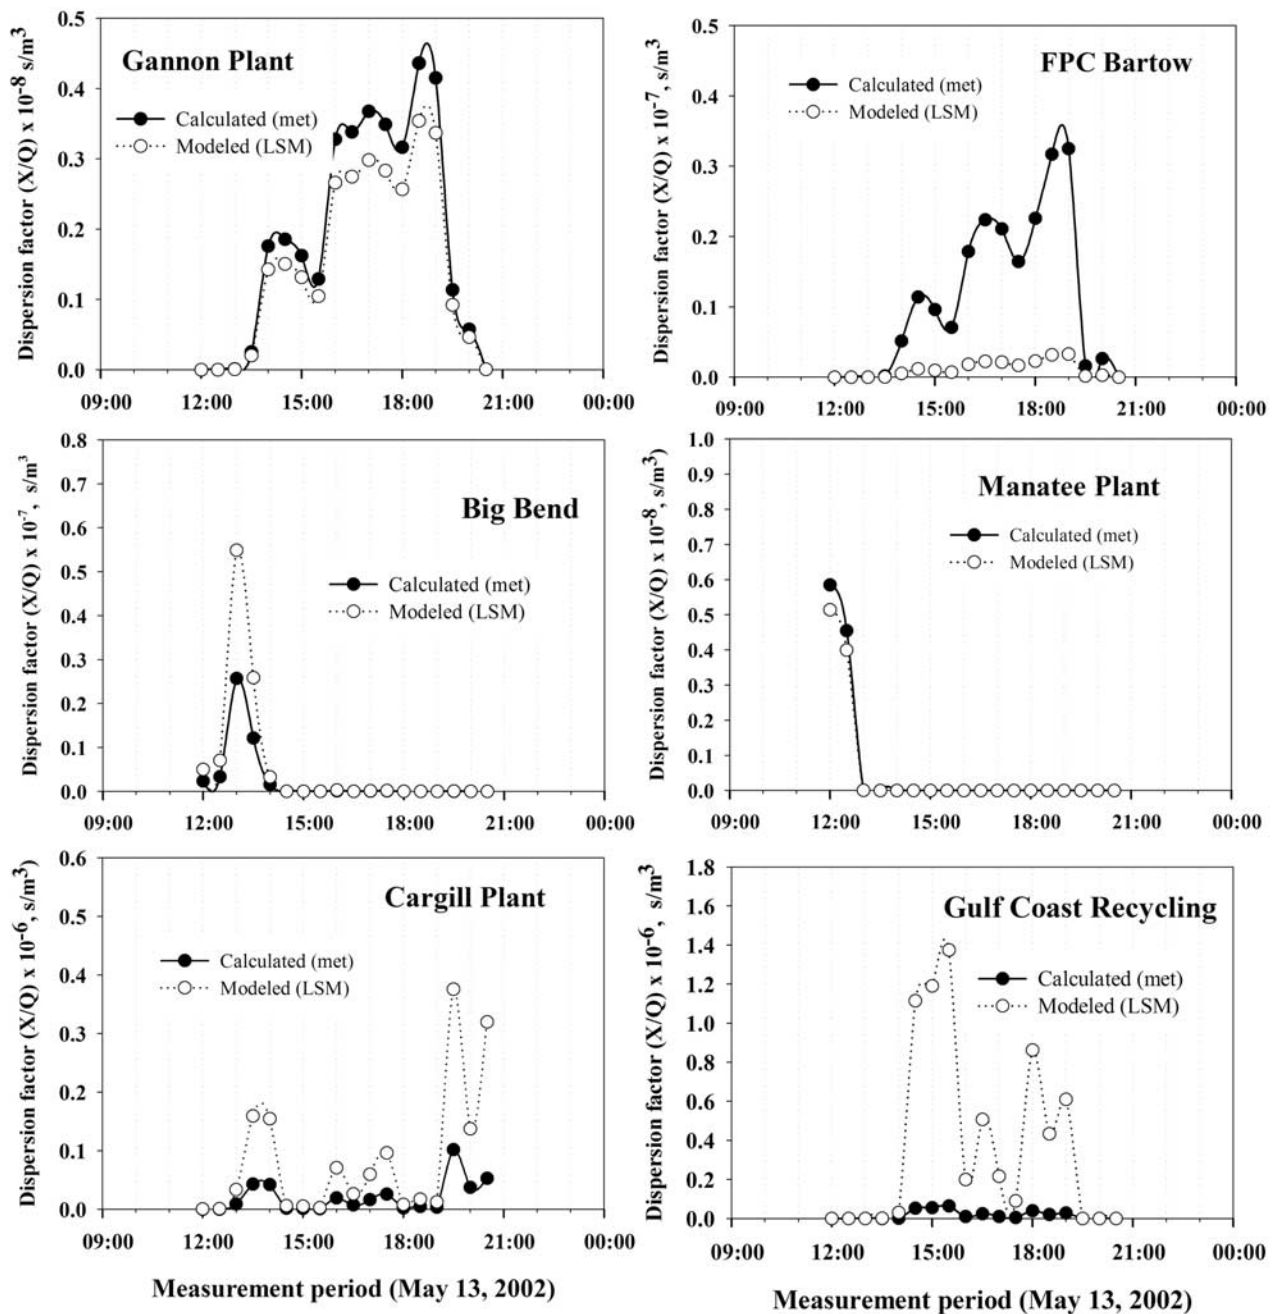 Gannon Plant
Calculated (met)
Modeled (LSM)
Dispersion factor (X/Q) x 10⁻⁸ s/m³
0.5
0.4
0.3
0.2
0.1
0.0
09:00 12:00 15:00 18:00 21:00 00:00
FPC Bartow
Calculated (met)
Modeled (LSM)
Dispersion factor (X/Q) x 10⁻⁷, s/m³
0.5
0.4
0.3
0.2
0.1
0.0
09:00 12:00 15:00 18:00 21:00 00:00
Big Bend
Calculated (met)
Modeled (LSM)
Dispersion factor (X/Q) x 10⁻⁷, s/m³
0.8
0.7
0.6
0.5
0.4
0.3
0.2
0.1
0.0
09:00 12:00 15:00 18:00 21:00 00:00
Manatee Plant
Calculated (met)
Modeled (LSM)
Dispersion factor (X/Q) x 10⁻⁸, s/m³)
1.0
0.9
0.8
0.7
0.6
0.5
0.4
0.3
0.2
0.1
0.0
09:00 12:00 15:00 18:00 21:00 00:00
Cargill Plant
Calculated (met)
Modeled (LSM)
Dispersion factor (X/Q) x 10⁻⁶, s/m³)
0.6
0.5
0.4
0.3
0.2
0.1
0.0
09:00 12:00 15:00 18:00 21:00 00:00
Measurement period (May 13, 2002)
Gulf Coast Recycling
Calculated (met)
Modeled (LSM)
Dispersion factor (X/Q) x 10⁻⁶, s/m³
1.8
1.6
1.4
1.2
1.0
0.8
0.6
0.4
0.2
0.0
09:00 12:00 15:00 18:00 21:00 00:00
Measurement period (May 13, 2002)